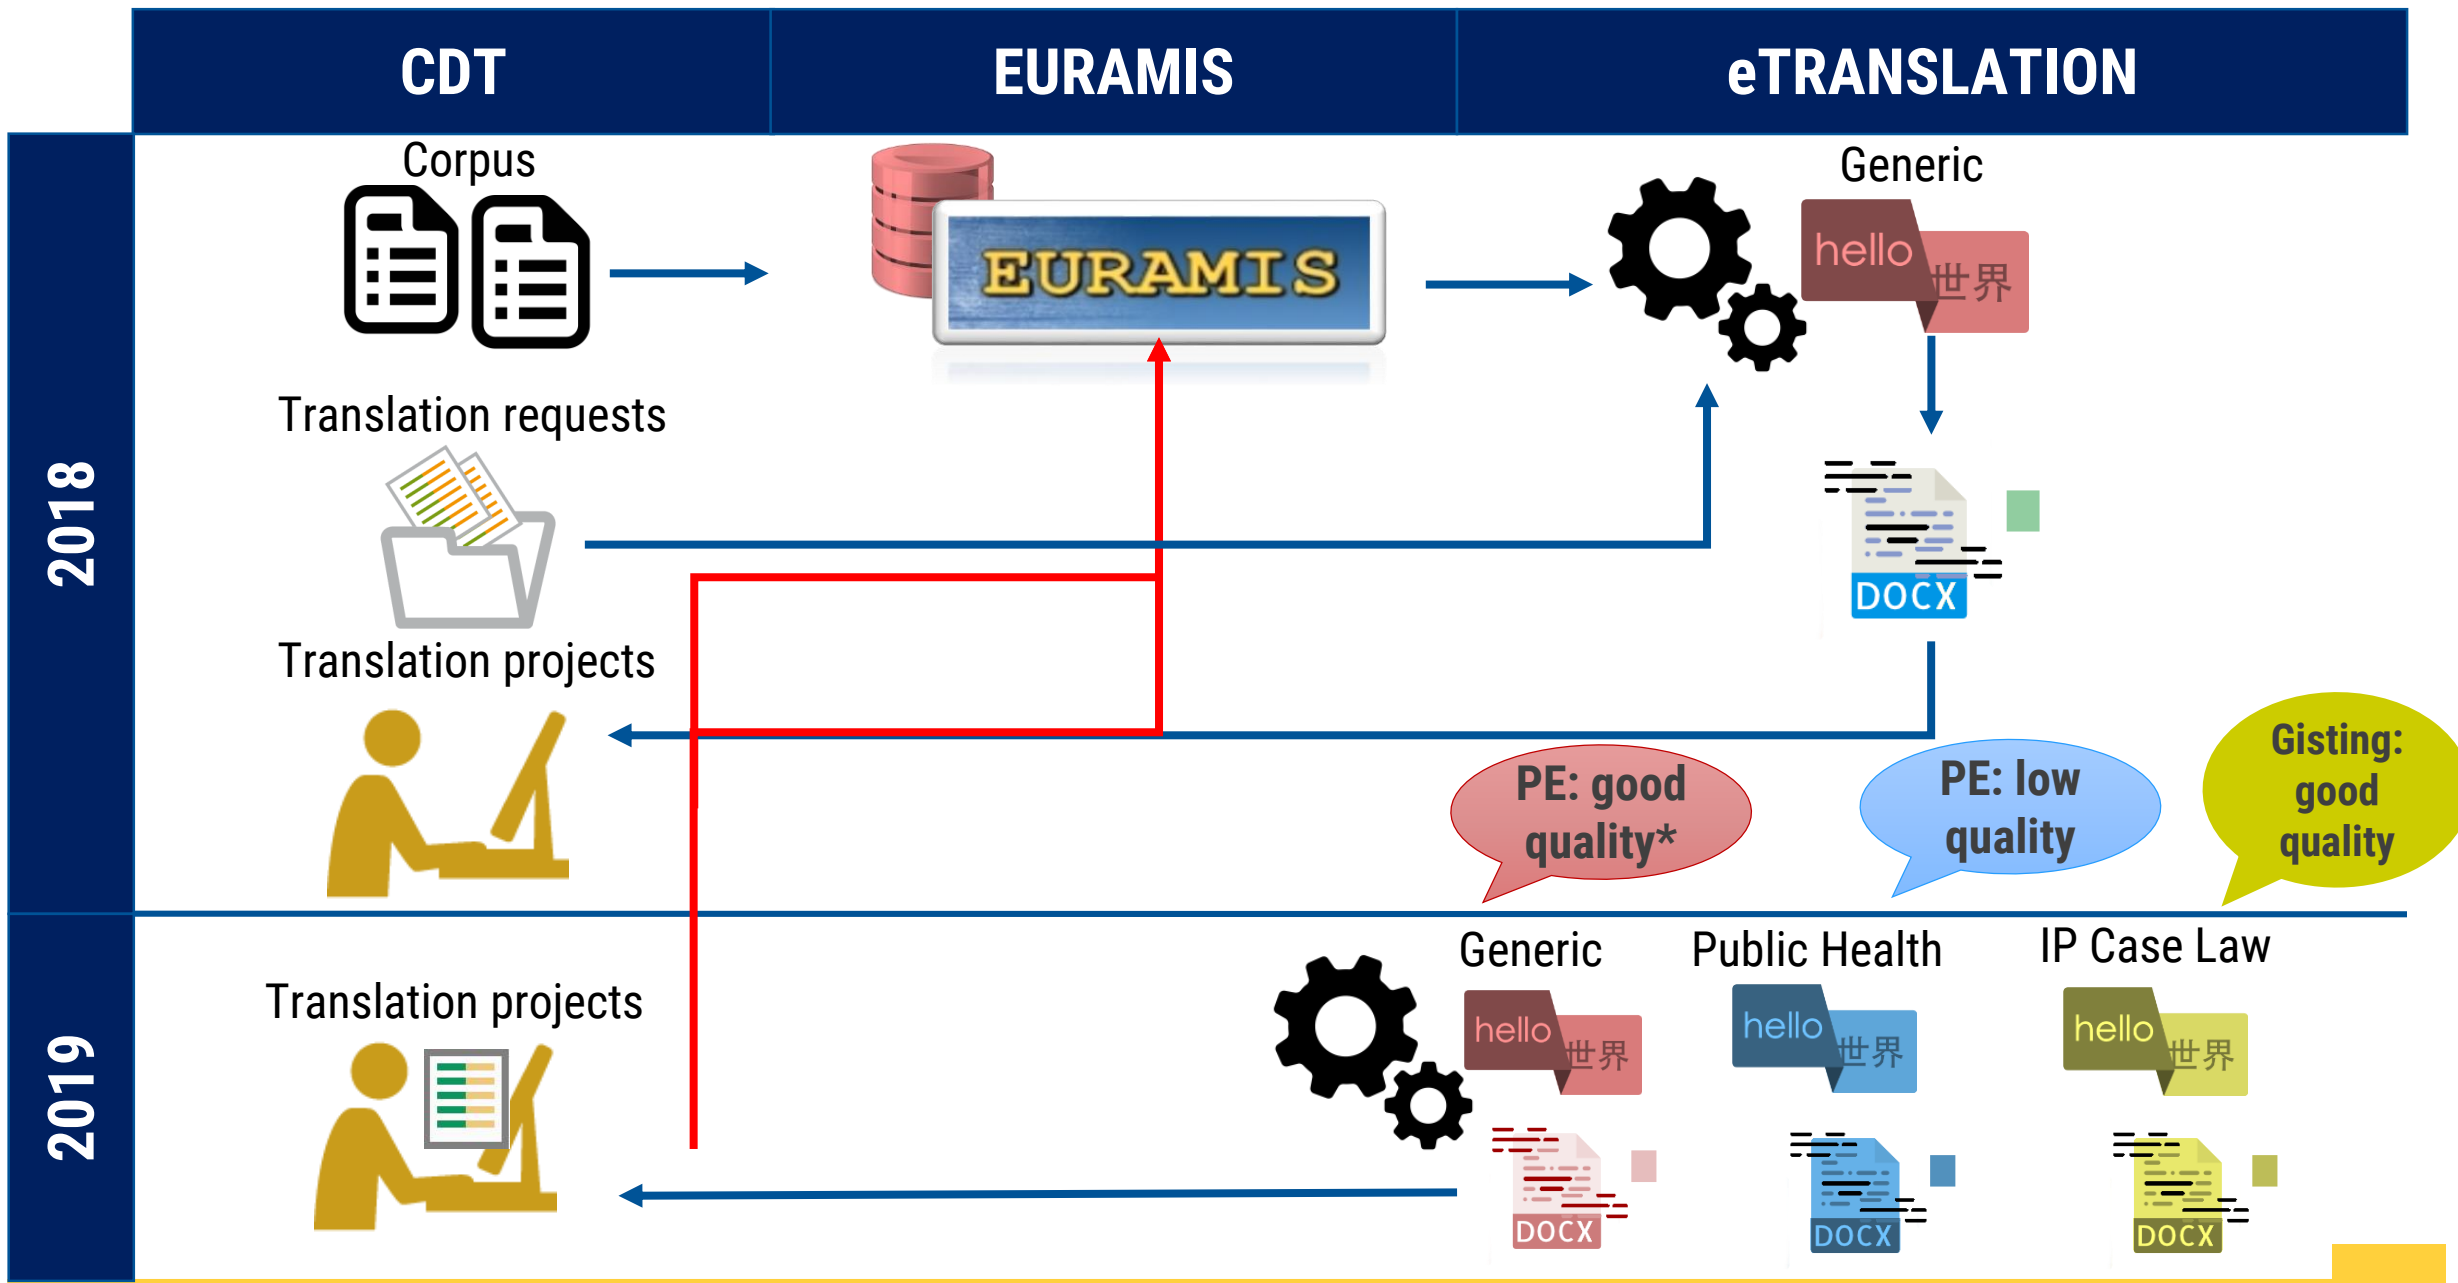 CDT
EURAMIS
eTRANSLATION
2018
Corpus
EURAMIS
Generic
hello
世界
Translation requests
DOCX
Translation projects
PE: good
quality*
PE: low
quality
Gisting:
good
quality
2019
Translation projects
Generic
hello
世界
DOCX
Public Health
hello
世界
DOCX
IP Case Law
hello
世界
DOCX